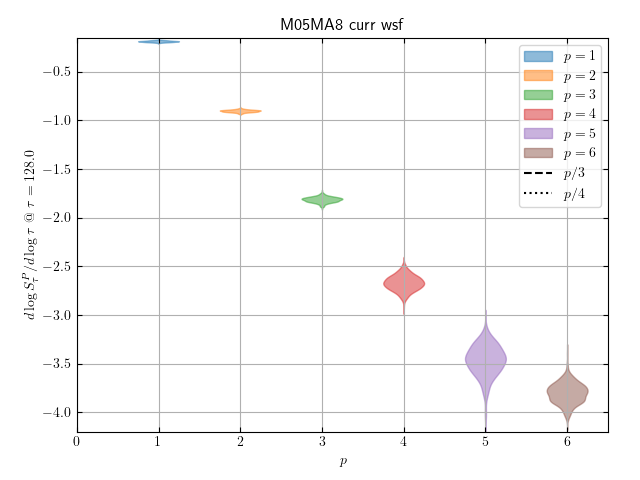 M05MA8 curr wsf
d log S_τ^P / d log τ @ τ = 128.0
−0.5
−1.0
−1.5
−2.0
−2.5
−3.0
−3.5
−4.0
p = 1
p = 2
p = 3
p = 4
p = 5
p = 6
p/3
p/4
0 1 2 3 4 5 6
p